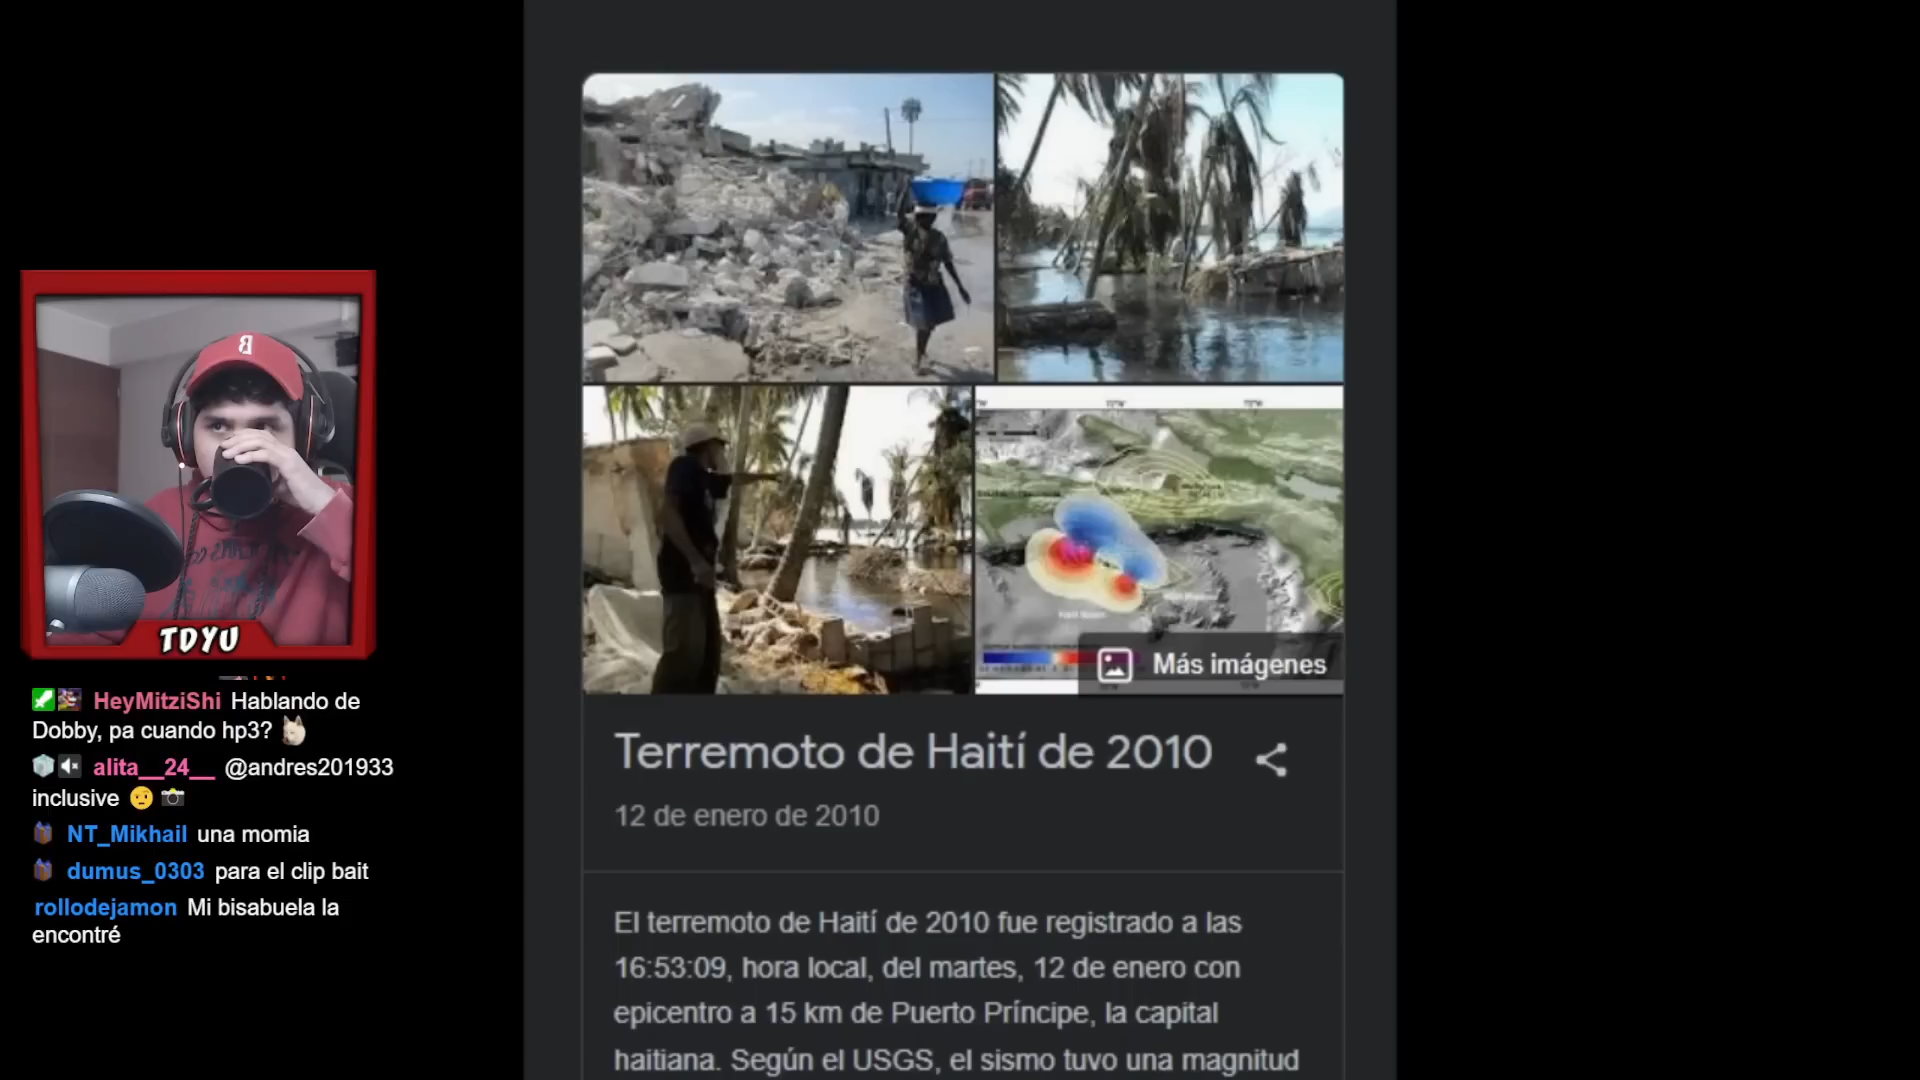 Más imágenes
Terremoto de Haití de 2010
12 de enero de 2010
El terremoto de Haití de 2010 fue registrado a las
16:53:09, hora local, del martes, 12 de enero con
epicentro a 15 km de Puerto Príncipe, la capital
haitiana. Según el USGS, el sismo tuvo una magnitud
B
TDYU
HeyMitziShi Hablando de
Dobby, pa cuando hp3?
alita__24__ @andres201933
inclusive
NT_Mikhail una momia
dumus_0303 para el clip bait
rollodejamon Mi bisabuela la
encontré